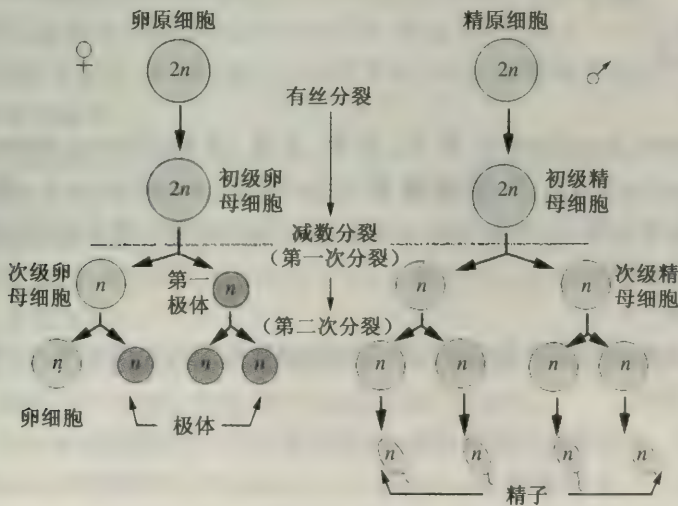 卵原细胞
精原细胞
♀
2n
2n
♂
有丝分裂
2n
初级卵
母细胞
2n
初级精
母细胞
减数分裂
(第一次分裂)
次级卵
母细胞
n
第一
极体
n
n
n
次级精
母细胞
(第二次分裂)
n
n
n
n
n
n
n
n
卵细胞
极体
n
n
n
n
精子